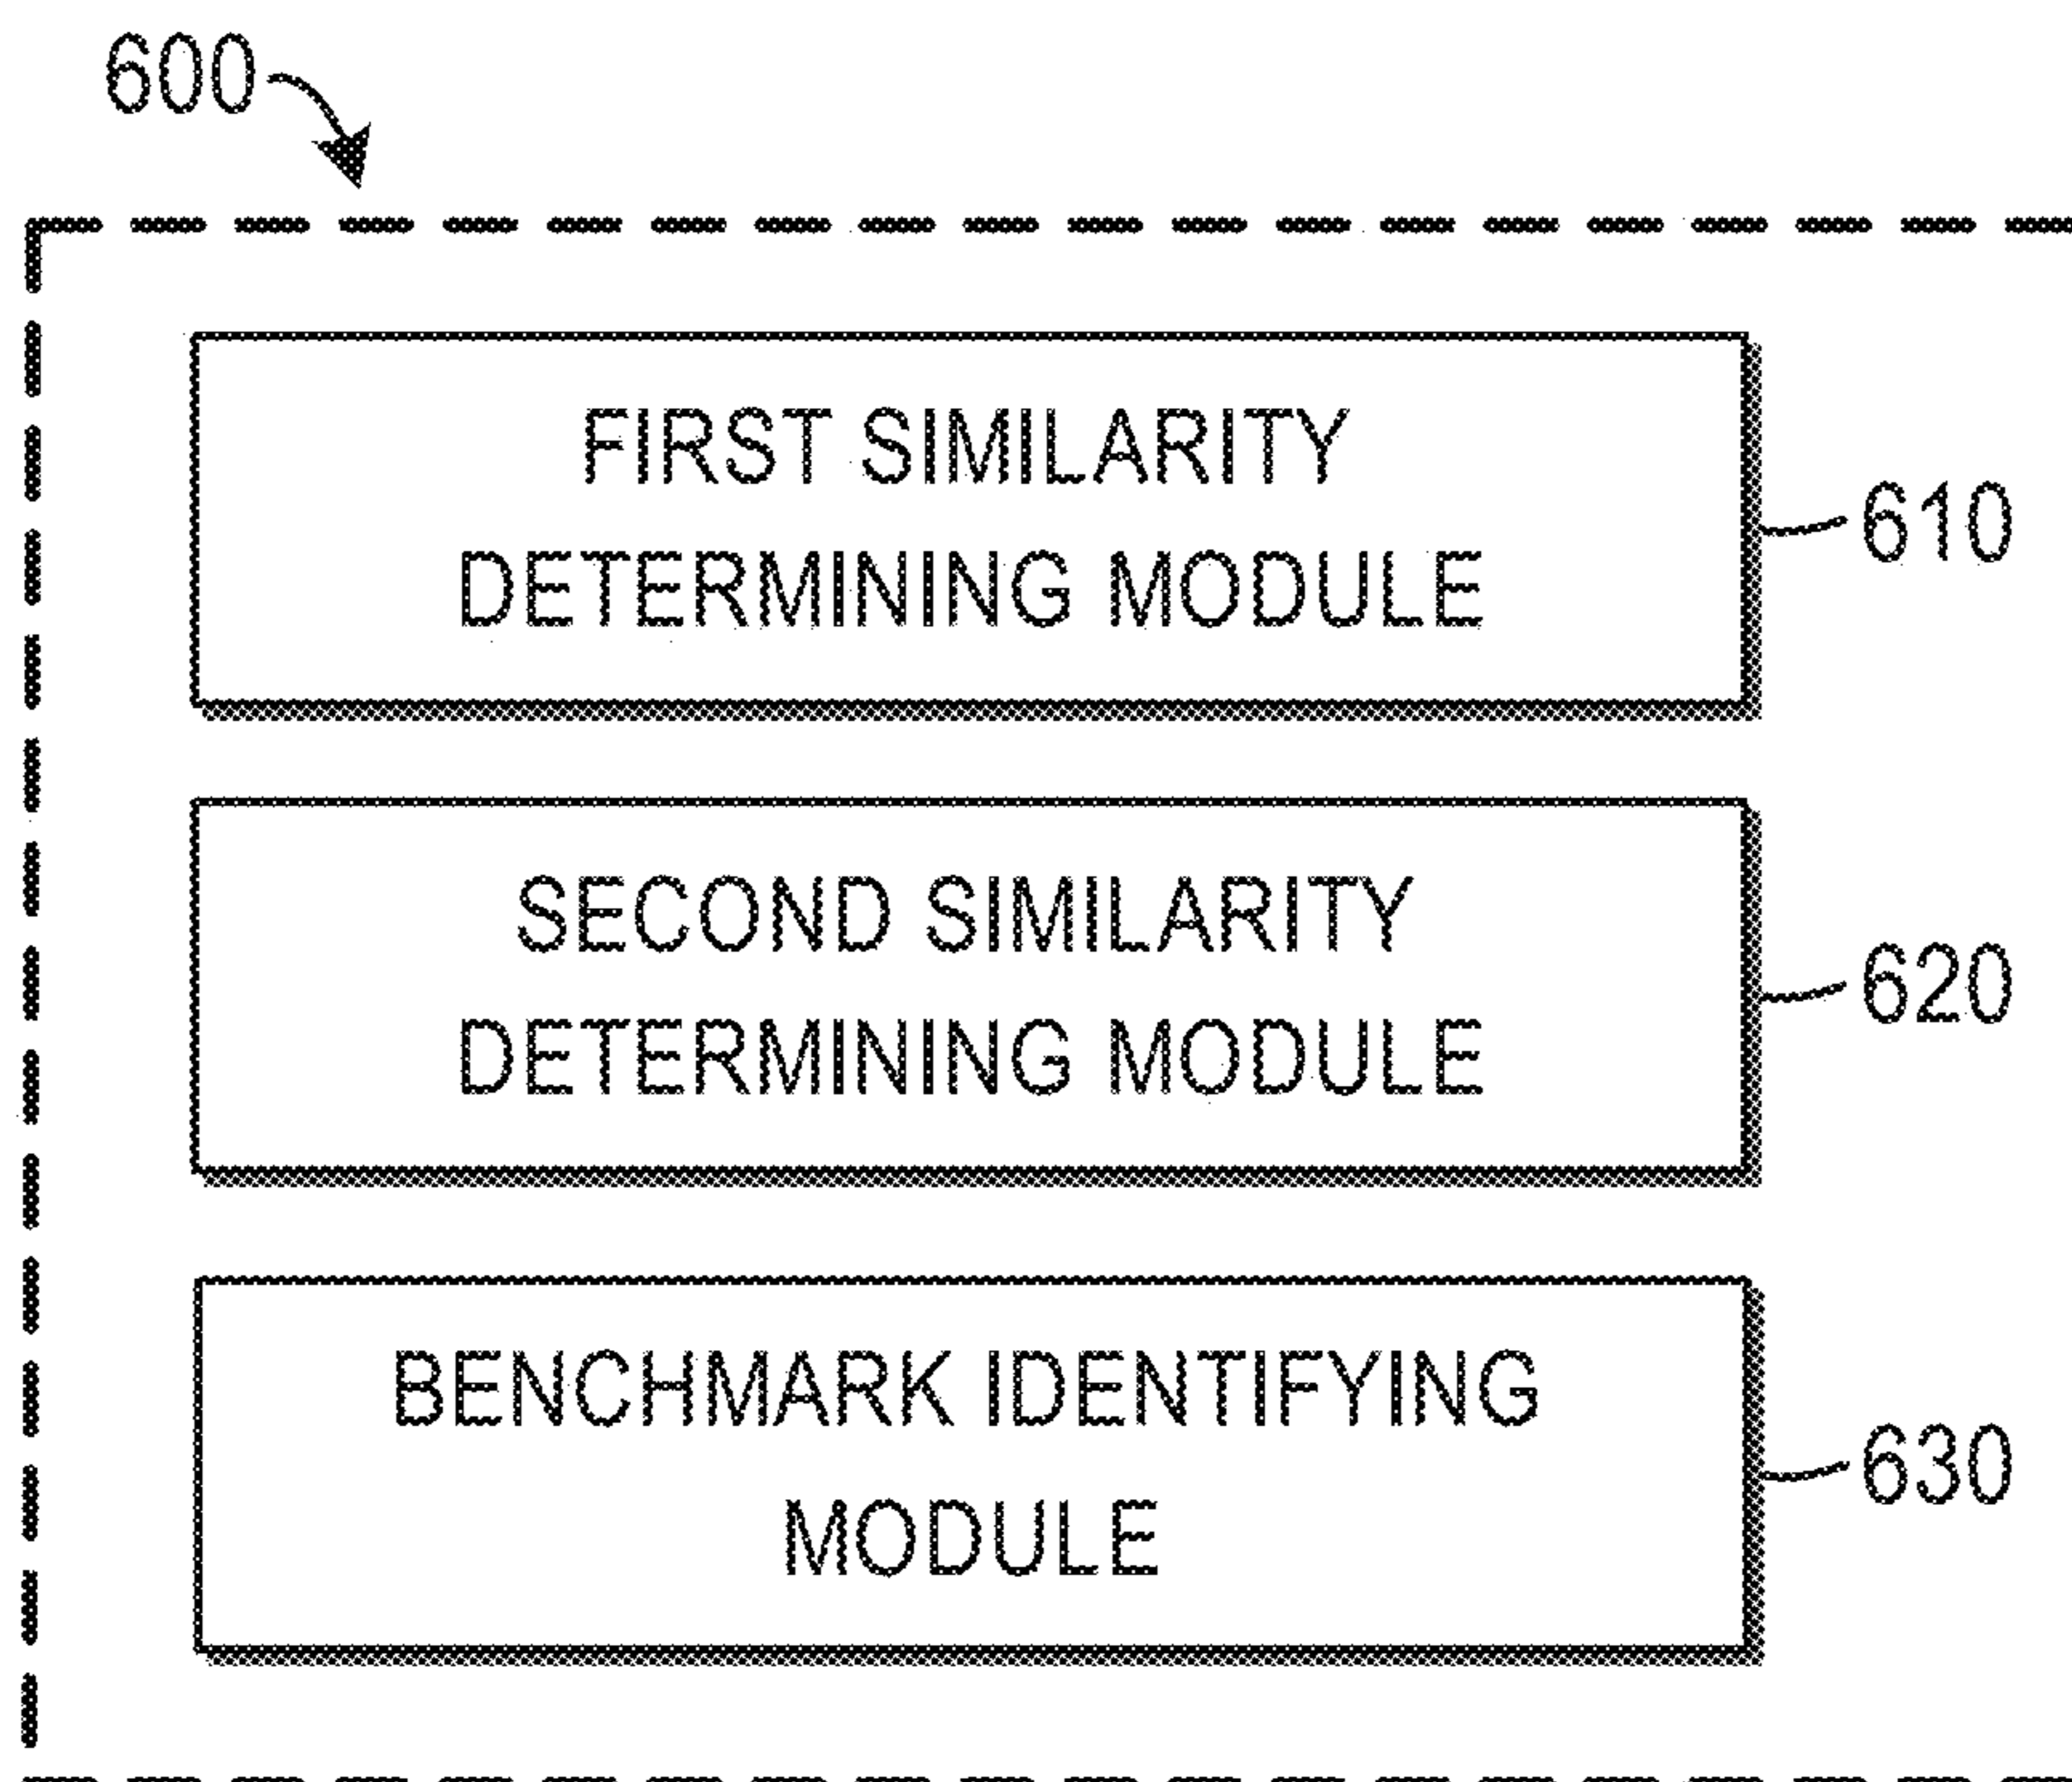 600
FIRST SIMILARITY
DETERMINING MODULE
610
SECOND SIMILARITY
DETERMINING MODULE
620
BENCHMARK IDENTIFYING
MODULE
630